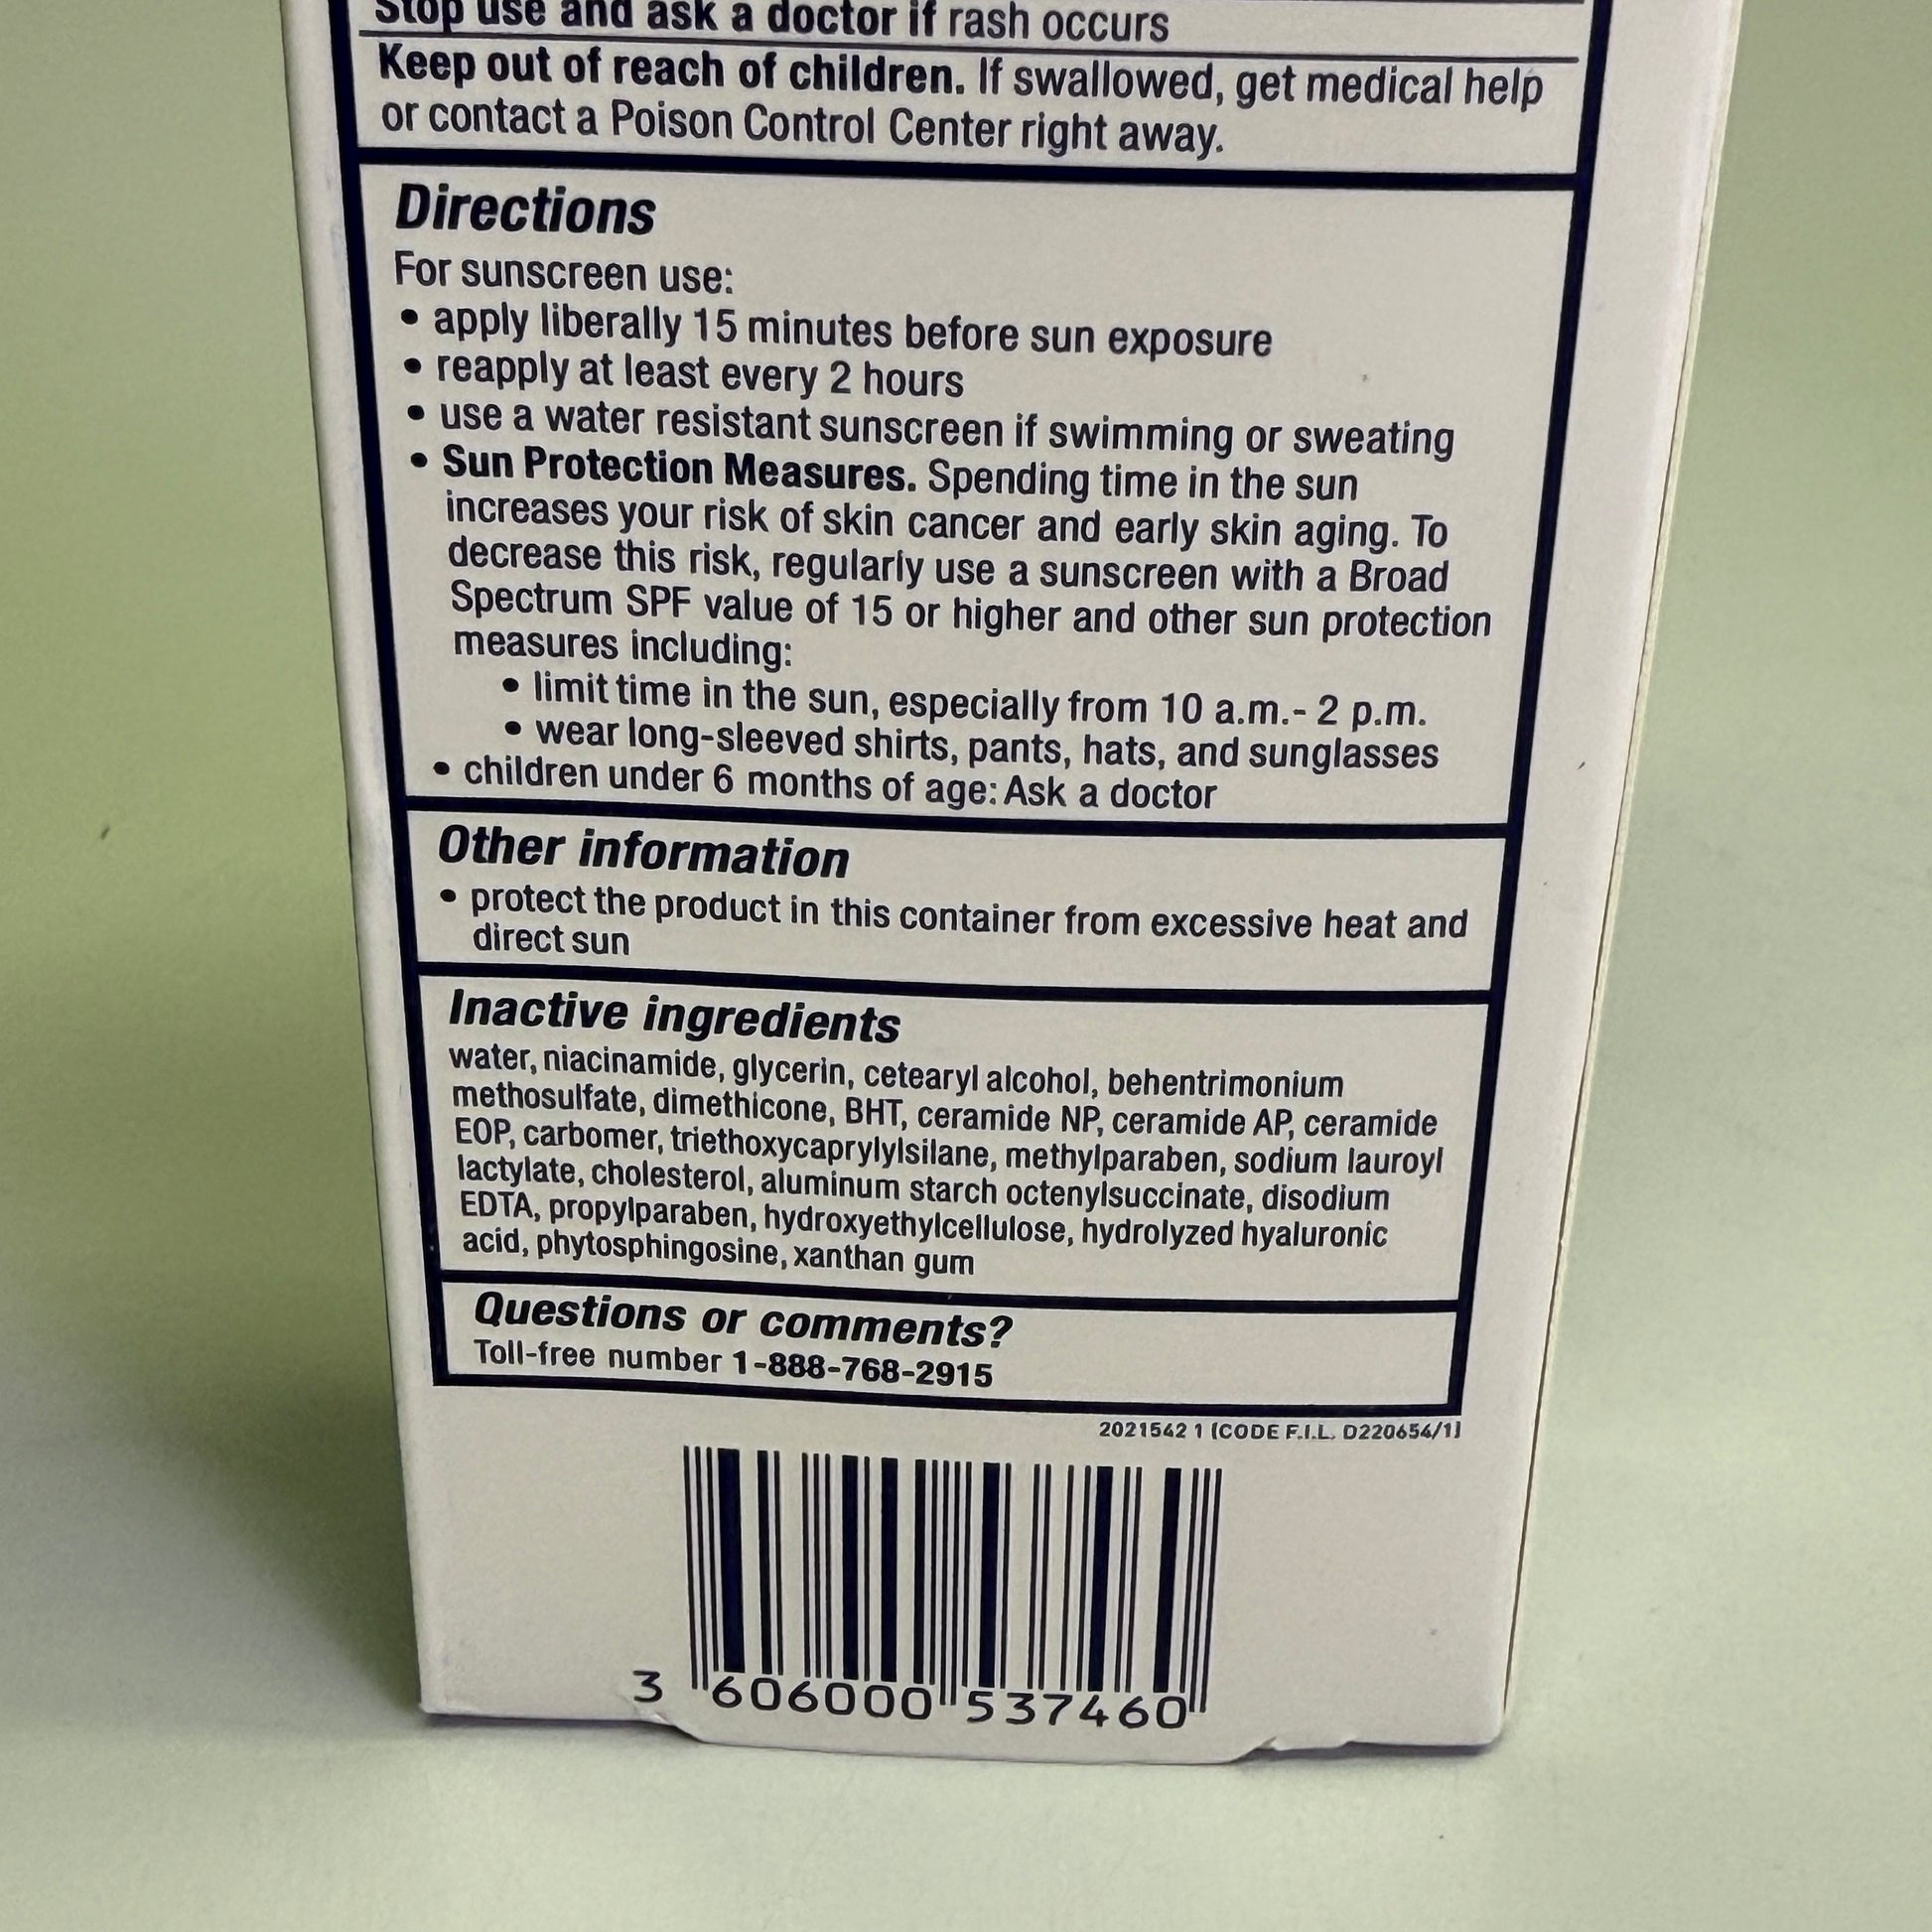 Stop use and ask a doctor if rash occurs
Keep out of reach of children. If swallowed, get medical help
or contact a Poison Control Center right away.
Directions
For sunscreen use:
• apply liberally 15 minutes before sun exposure
• reapply at least every 2 hours
• use a water resistant sunscreen if swimming or sweating
• Sun Protection Measures. Spending time in the sun
increases your risk of skin cancer and early skin aging. To
decrease this risk, regularly use a sunscreen with a Broad
Spectrum SPF value of 15 or higher and other sun protection
measures including:
• limit time in the sun, especially from 10 a.m.- 2 p.m.
• wear long-sleeved shirts, pants, hats, and sunglasses
• children under 6 months of age: Ask a doctor
Other information
• protect the product in this container from excessive heat and
direct sun
Inactive ingredients
water, niacinamide, glycerin, cetearyl alcohol, behentrimonium
methosulfate, dimethicone, BHT, ceramide NP, ceramide AP, ceramide
EOP, carbomer, triethoxycaprylylsilane, methylparaben, sodium lauroyl
lactylate, cholesterol, aluminum starch octenylsuccinate, disodium
EDTA, propylparaben, hydroxyethylcellulose, hydrolyzed hyaluronic
acid, phytosphingosine, xanthan gum
Questions or comments?
Toll-free number 1-888-768-2915
2021542 1 (CODE F.I.L. D220654/1)
3 606000 537460